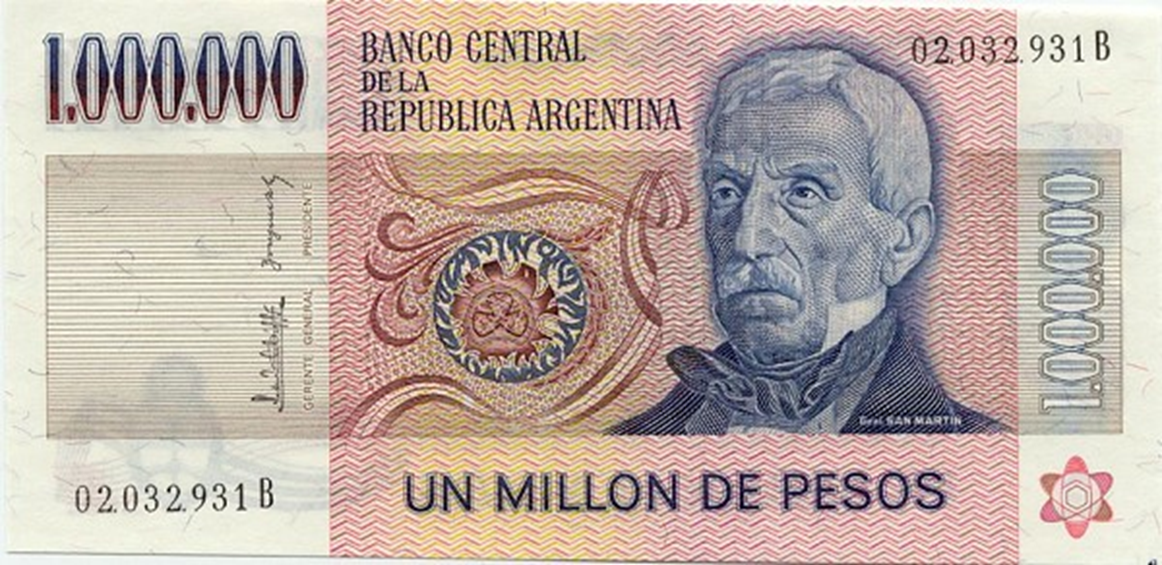 1.000.000
BANCO CENTRAL
DE LA
REPUBLICA ARGENTINA
02.032.931 B
PRESIDENTE
GERENTE GENERAL
1.000.000
Gral. SAN MARTIN
02.032.931 B
UN MILLON DE PESOS